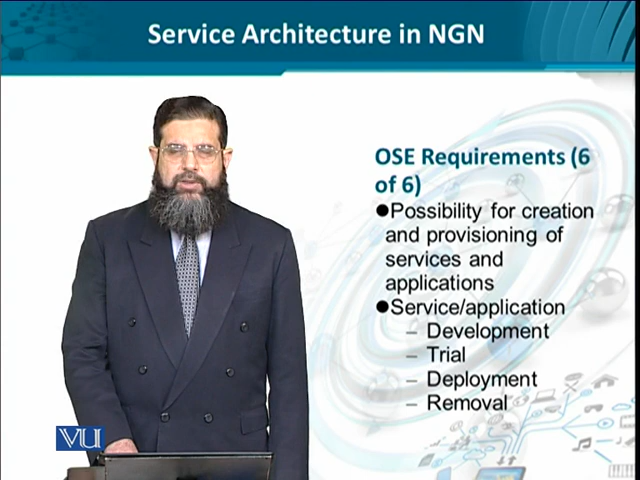 Service Architecture in NGN
OSE Requirements (6
of 6)
●Possibility for creation
and provisioning of
services and
applications
●Service/application
– Development
– Trial
– Deployment
– Removal
VU